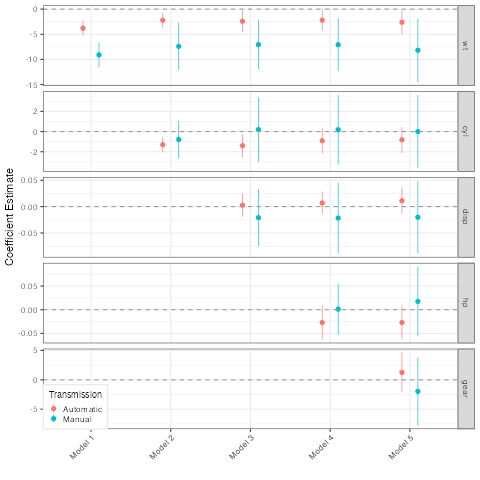 Coefficient Estimate
0
-5
-10
-15
wt
2
0
-2
cyl
0.05
0.00
-0.05
disp
0.05
0.00
-0.05
hp
5
0
-5
gear
Transmission
Automatic
Manual
Model 1
Model 2
Model 3
Model 4
Model 5